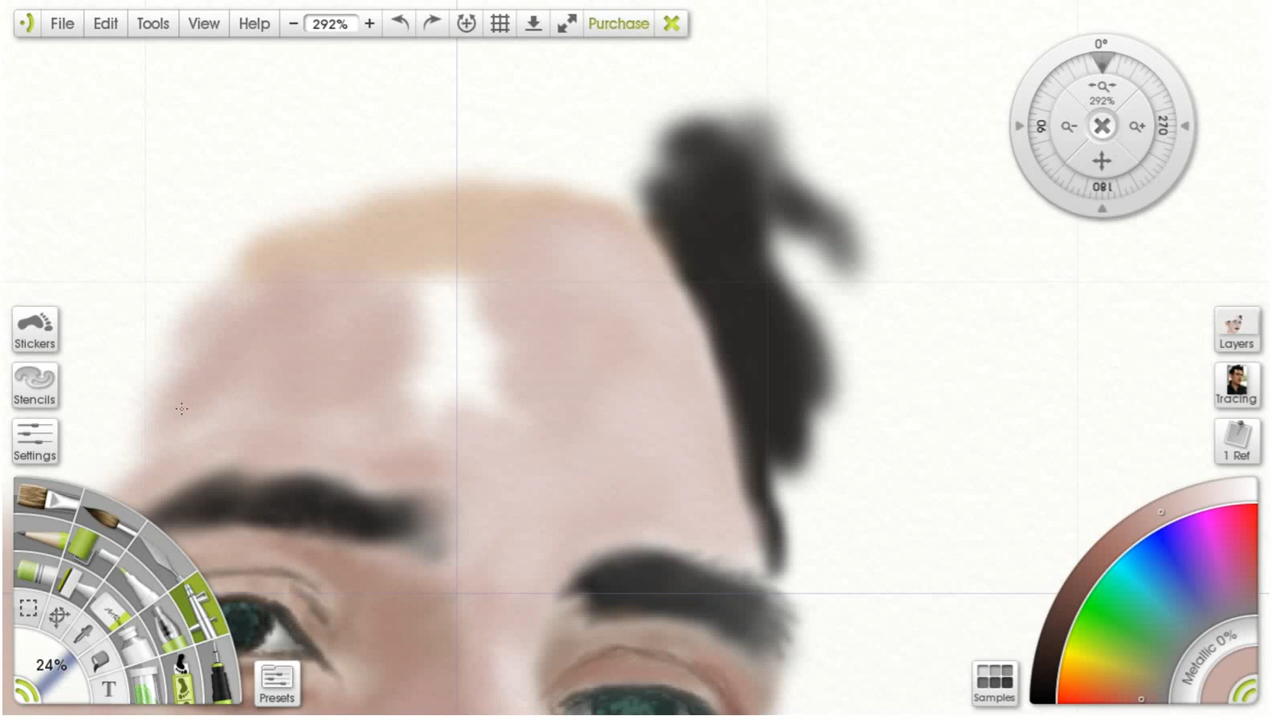 File Edit Tools View Help − 292% + Purchase
0°
292%
90
270
180
Stickers
Stencils
Settings
Layers
Tracing
1 Ref
24%
T
Presets
Samples
Metallic 0%